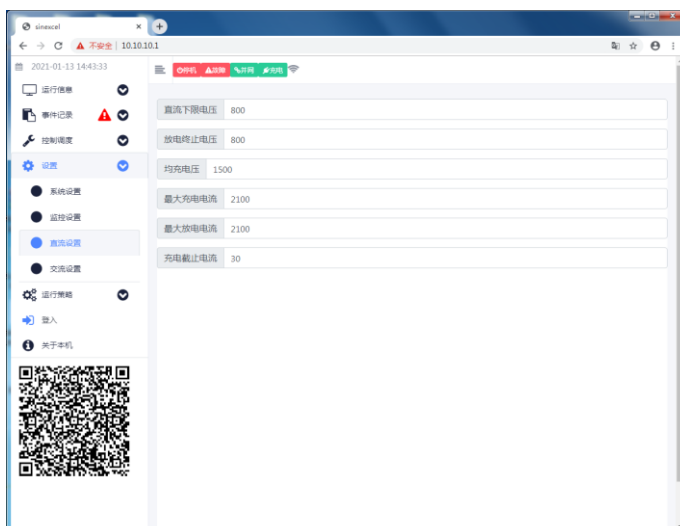 sinexcel
不安全 | 10.10.10.1
2021-01-13 14:43:33
停机 故障 并网 充电
运行信息
事件记录
控制调度
设置
系统设置
监控设置
直流设置
交流设置
运行策略
登入
关于本机
直流下限电压 800
放电终止电压 800
均充电压 1500
最大充电电流 2100
最大放电电流 2100
充电截止电流 30